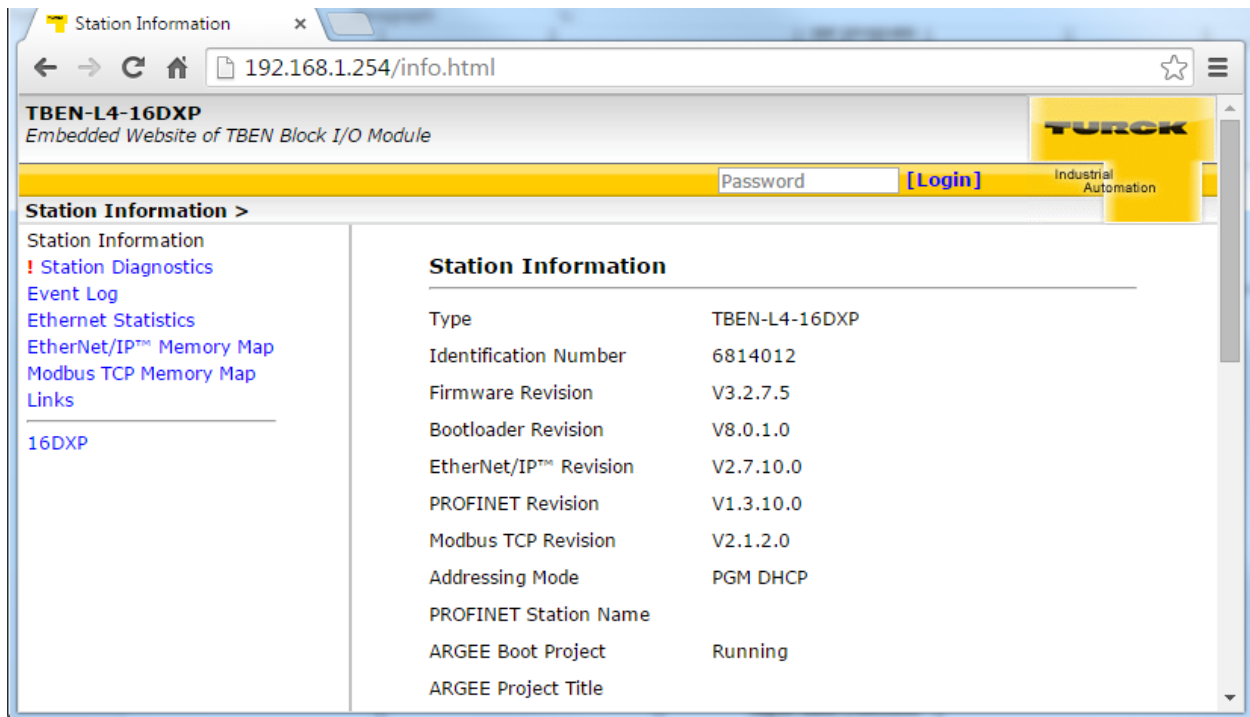 Station Information
192.168.1.254/info.html
TBEN-L4-16DXP
Embedded Website of TBEN Block I/O Module
TURCK
Password [Login]
Industrial
Automation
Station Information >
Station Information
! Station Diagnostics
Event Log
Ethernet Statistics
EtherNet/IP™ Memory Map
Modbus TCP Memory Map
Links
16DXP
Station Information
Type TBEN-L4-16DXP
Identification Number 6814012
Firmware Revision V3.2.7.5
Bootloader Revision V8.0.1.0
EtherNet/IP™ Revision V2.7.10.0
PROFINET Revision V1.3.10.0
Modbus TCP Revision V2.1.2.0
Addressing Mode PGM DHCP
PROFINET Station Name
ARGEE Boot Project Running
ARGEE Project Title